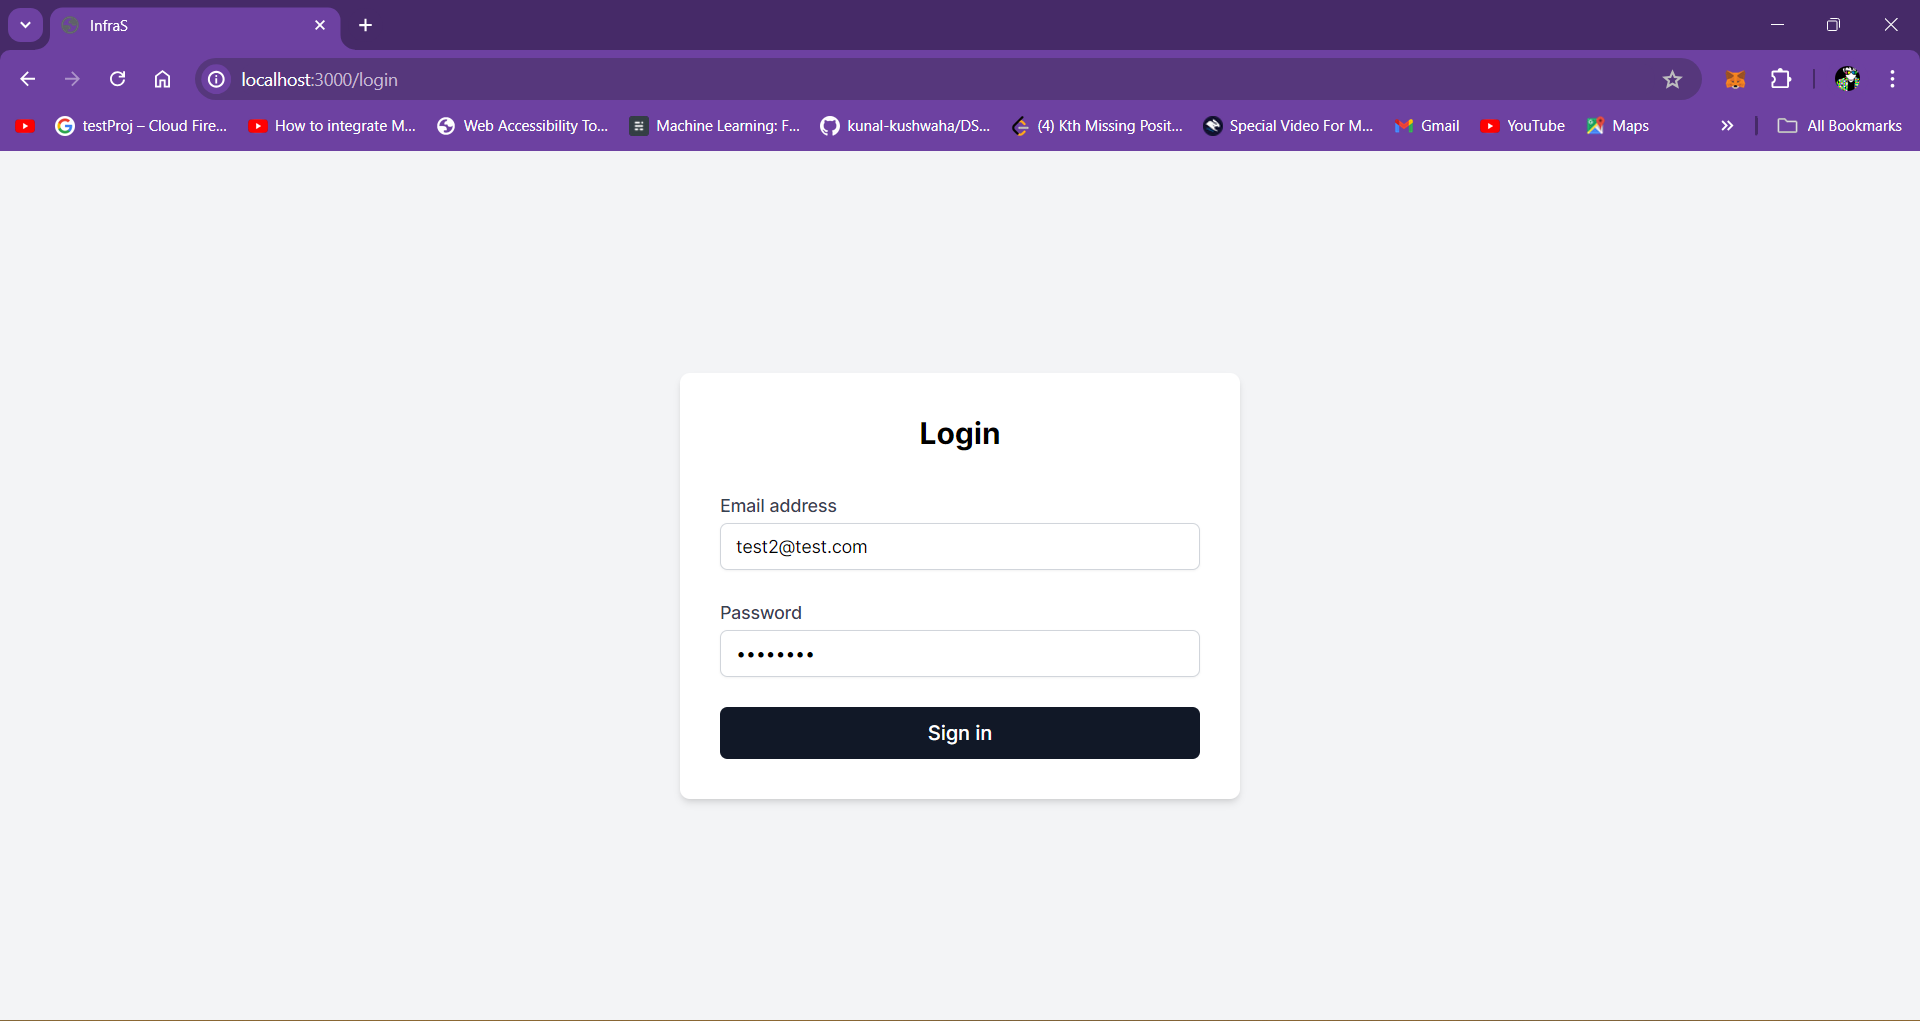 InfraS
localhost:3000/login
testProj – Cloud Fire... How to integrate M... Web Accessibility To... Machine Learning: F... kunal-kushwaha/DS... (4) Kth Missing Posit... Special Video For M... Gmail YouTube Maps All Bookmarks
Login
Email address
test2@test.com
Password
Sign in